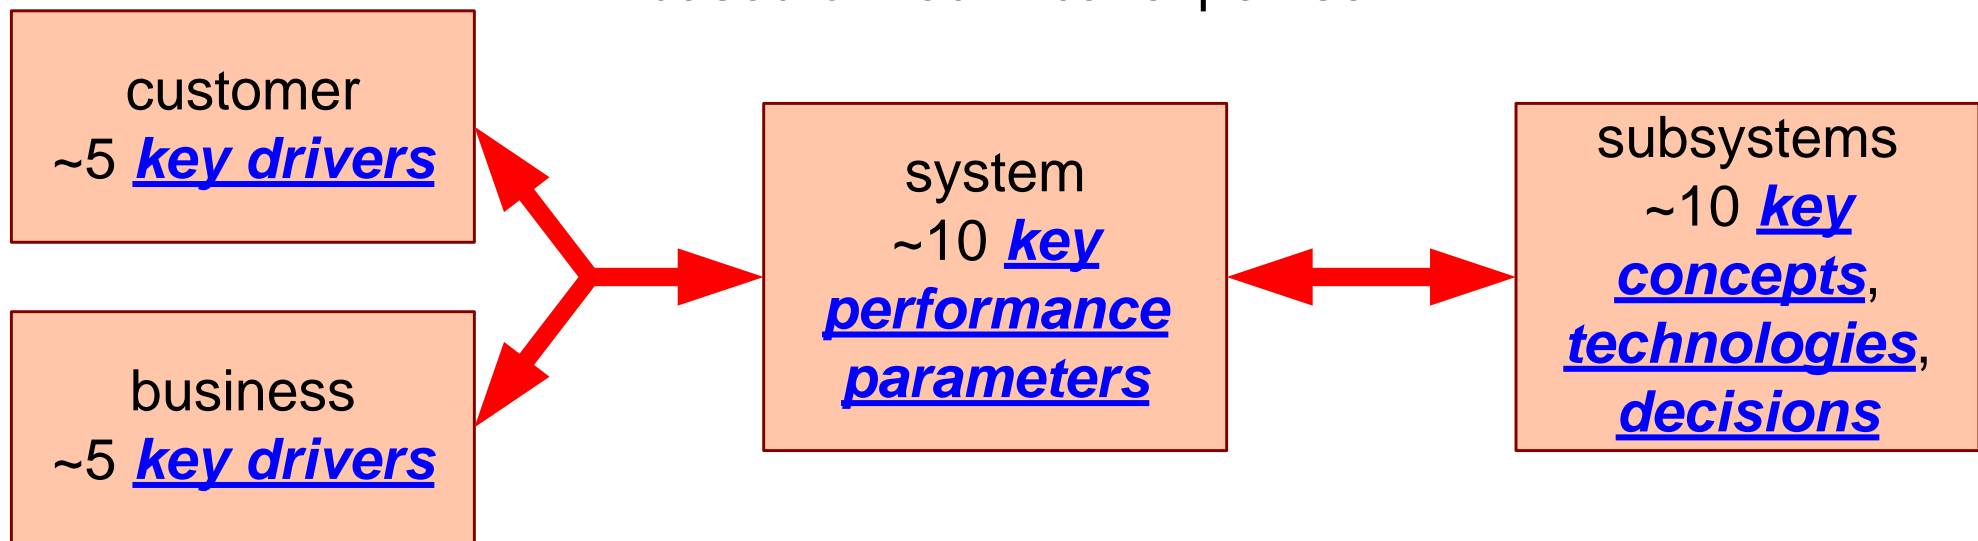 customer
~5 key drivers
business
~5 key drivers
system
~10 key
performance
parameters
subsystems
~10 key
concepts,
technologies,
decisions